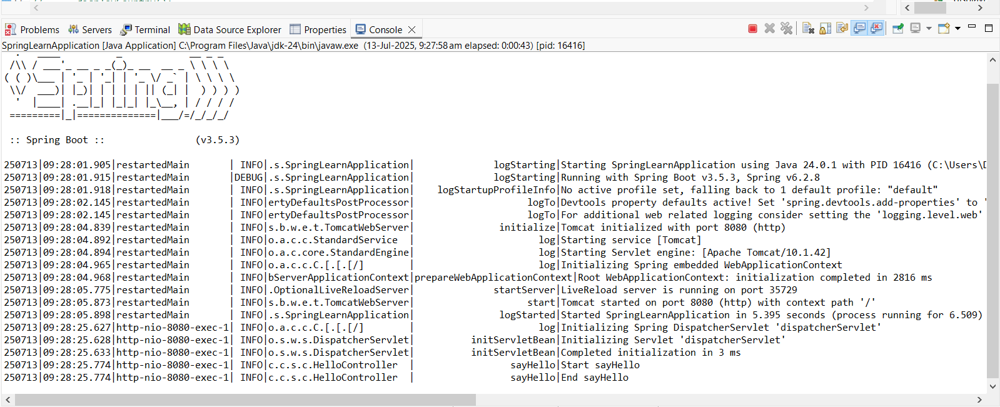 Problems Servers Terminal Data Source Explorer Properties Console
SpringLearnApplication [Java Application] C:\Program Files\Java\jdk-24\bin\javaw.exe (13-Jul-2025, 9:27:58 am elapsed: 0:00:43) [pid: 16416]
 /\\ / ___'_ __ _ _(_)_ __  __ _ \ \ \ \
( ( )\___ | '_ | '_| | '_ \/ _` | \ \ \ \
 \\/  ___)| |_)| | | | | || (_| |  ) ) ) )
  '  |____| .__|_| |_|_| |_\__, | / / / /
 =========|_|==============|___/=/_/_/_/
 :: Spring Boot ::                (v3.5.3)
250713|09:28:01.905|restartedMain       | INFO|.s.SpringLearnApplication|              logStarting|Starting SpringLearnApplication using Java 24.0.1 with PID 16416 (C:\Users\
250713|09:28:01.915|restartedMain       |DEBUG|.s.SpringLearnApplication|              logStarting|Running with Spring Boot v3.5.3, Spring v6.2.8
250713|09:28:01.918|restartedMain       | INFO|.s.SpringLearnApplication|    logStartupProfileInfo|No active profile set, falling back to 1 default profile: "default"
250713|09:28:02.145|restartedMain       | INFO|ertyDefaultsPostProcessor|                    logTo|Devtools property defaults active! Set 'spring.devtools.add-properties' to '
250713|09:28:02.145|restartedMain       | INFO|ertyDefaultsPostProcessor|                    logTo|For additional web related logging consider setting the 'logging.level.web'
250713|09:28:04.839|restartedMain       | INFO|s.b.w.e.t.TomcatWebServer|               initialize|Tomcat initialized with port 8080 (http)
250713|09:28:04.892|restartedMain       | INFO|o.a.c.c.StandardService  |                      log|Starting service [Tomcat]
250713|09:28:04.894|restartedMain       | INFO|o.a.c.core.StandardEngine|                      log|Starting Servlet engine: [Apache Tomcat/10.1.42]
250713|09:28:04.965|restartedMain       | INFO|o.a.c.c.C.[.[.[/]        |                      log|Initializing Spring embedded WebApplicationContext
250713|09:28:04.968|restartedMain       | INFO|bServerApplicationContext|prepareWebApplicationContext|Root WebApplicationContext: initialization completed in 2816 ms
250713|09:28:05.775|restartedMain       | INFO|.OptionalLiveReloadServer|              startServer|LiveReload server is running on port 35729
250713|09:28:05.873|restartedMain       | INFO|s.b.w.e.t.TomcatWebServer|                    start|Tomcat started on port 8080 (http) with context path '/'
250713|09:28:05.898|restartedMain       | INFO|.s.SpringLearnApplication|               logStarted|Started SpringLearnApplication in 5.395 seconds (process running for 6.509)
250713|09:28:25.627|http-nio-8080-exec-1| INFO|o.a.c.c.C.[.[.[/]        |                      log|Initializing Spring DispatcherServlet 'dispatcherServlet'
250713|09:28:25.628|http-nio-8080-exec-1| INFO|o.s.w.s.DispatcherServlet|          initServletBean|Initializing Servlet 'dispatcherServlet'
250713|09:28:25.633|http-nio-8080-exec-1| INFO|o.s.w.s.DispatcherServlet|          initServletBean|Completed initialization in 3 ms
250713|09:28:25.774|http-nio-8080-exec-1| INFO|c.c.s.c.HelloController  |                 sayHello|Start sayHello
250713|09:28:25.774|http-nio-8080-exec-1| INFO|c.c.s.c.HelloController  |                 sayHello|End sayHello